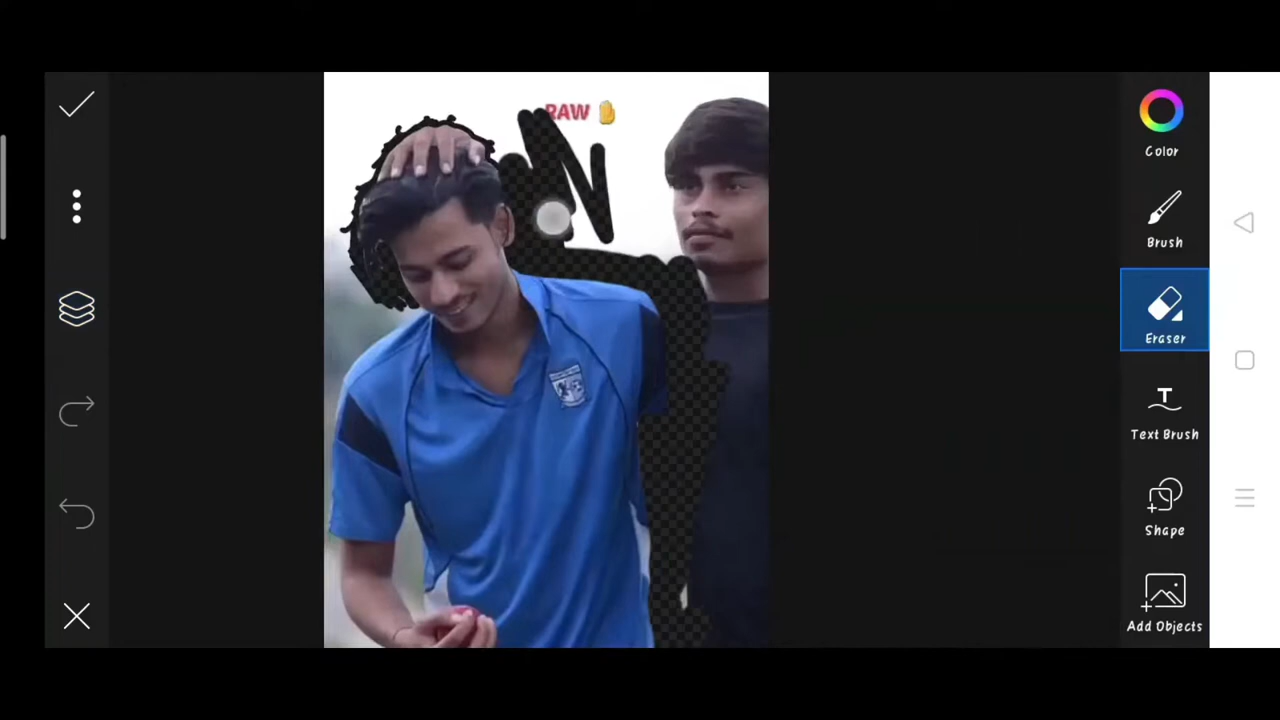 RAW ✋
Color
Brush
Eraser
Text Brush
Shape
Add Objects